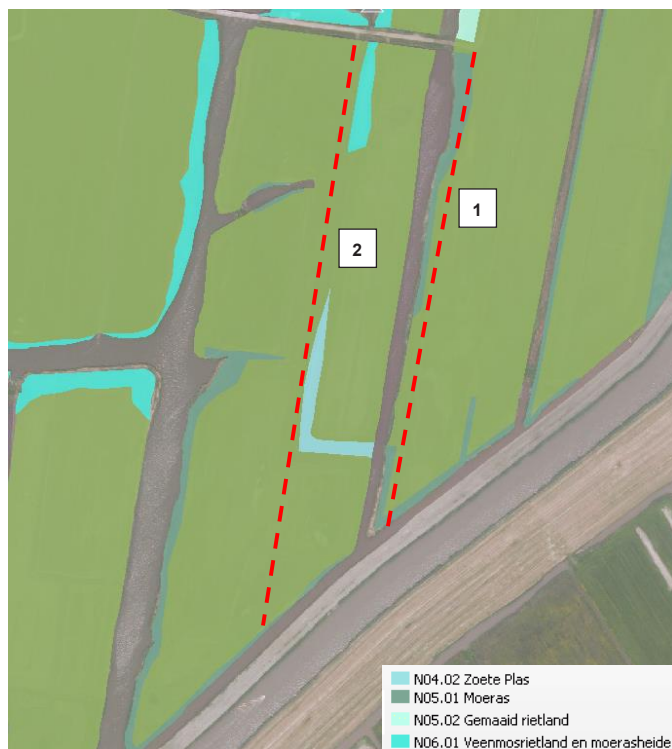 1
2
N04.02 Zoete Plas
N05.01 Moeras
N05.02 Gemaaid rietland
N06.01 Veenmosrietland en moerasheide